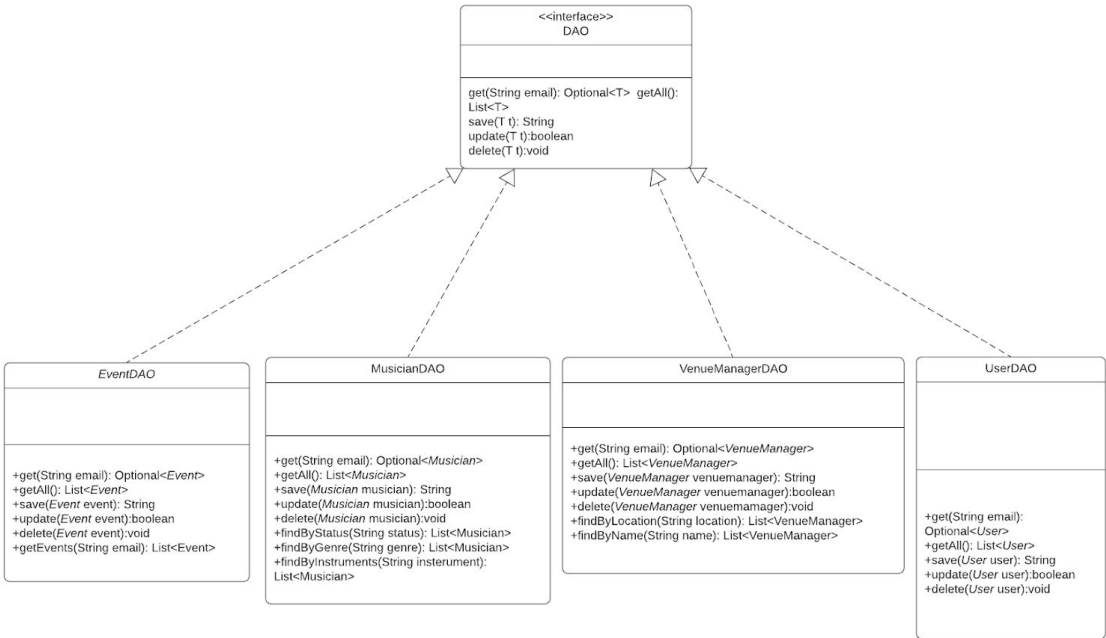 <<interface>>
DAO
get(String email): Optional<T>  getAll():
List<T>
save(T t): String
update(T t):boolean
delete(T t):void
EventDAO
+get(String email): Optional<Event>
+getAll(): List<Event>
+save(Event event): String
+update(Event event):boolean
+delete(Event event):void
+getEvents(String email): List<Event>
MusicianDAO
+get(String email): Optional<Musician>
+getAll(): List<Musician>
+save(Musician musician): String
+update(Musician musician):boolean
+delete(Musician musician):void
+findByStatus(String status): List<Musician>
+findByGenre(String genre): List<Musician>
+findByInstruments(String insterument):
List<Musician>
VenueManagerDAO
+get(String email): Optional<VenueManager>
+getAll(): List<VenueManager>
+save(VenueManager venuemanager): String
+update(VenueManager venuemanager):boolean
+delete(VenueManager venuemamager):void
+findByLocation(String location): List<VenueManager>
+findByName(String name): List<VenueManager>
UserDAO
+get(String email):
Optional<User>
+getAll(): List<User>
+save(User user): String
+update(User user):boolean
+delete(User user):void